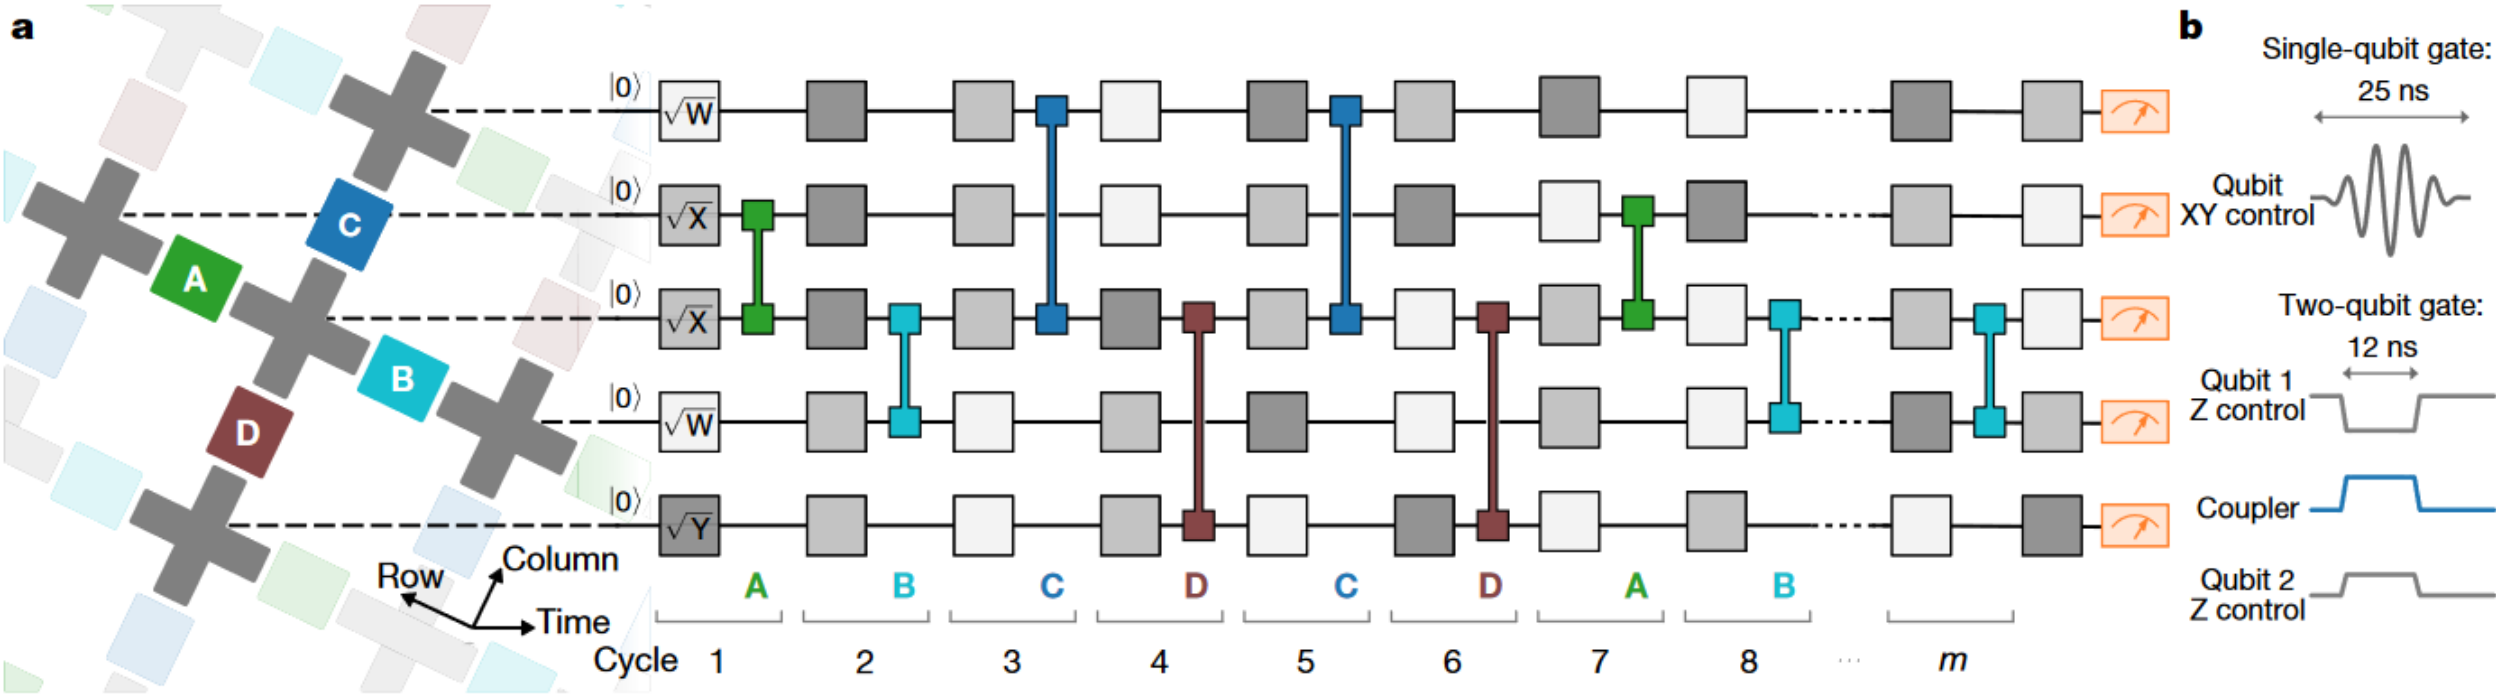 a
|0⟩
|0⟩
|0⟩
|0⟩
|0⟩
√W
√X
√X
√W
√Y
C
A
B
D
Row
Column
Time
A B C D C D A B
Cycle 1 2 3 4 5 6 7 8 ... m
b
Single-qubit gate:
25 ns
Qubit
XY control
Two-qubit gate:
12 ns
Qubit 1
Z control
Coupler
Qubit 2
Z control